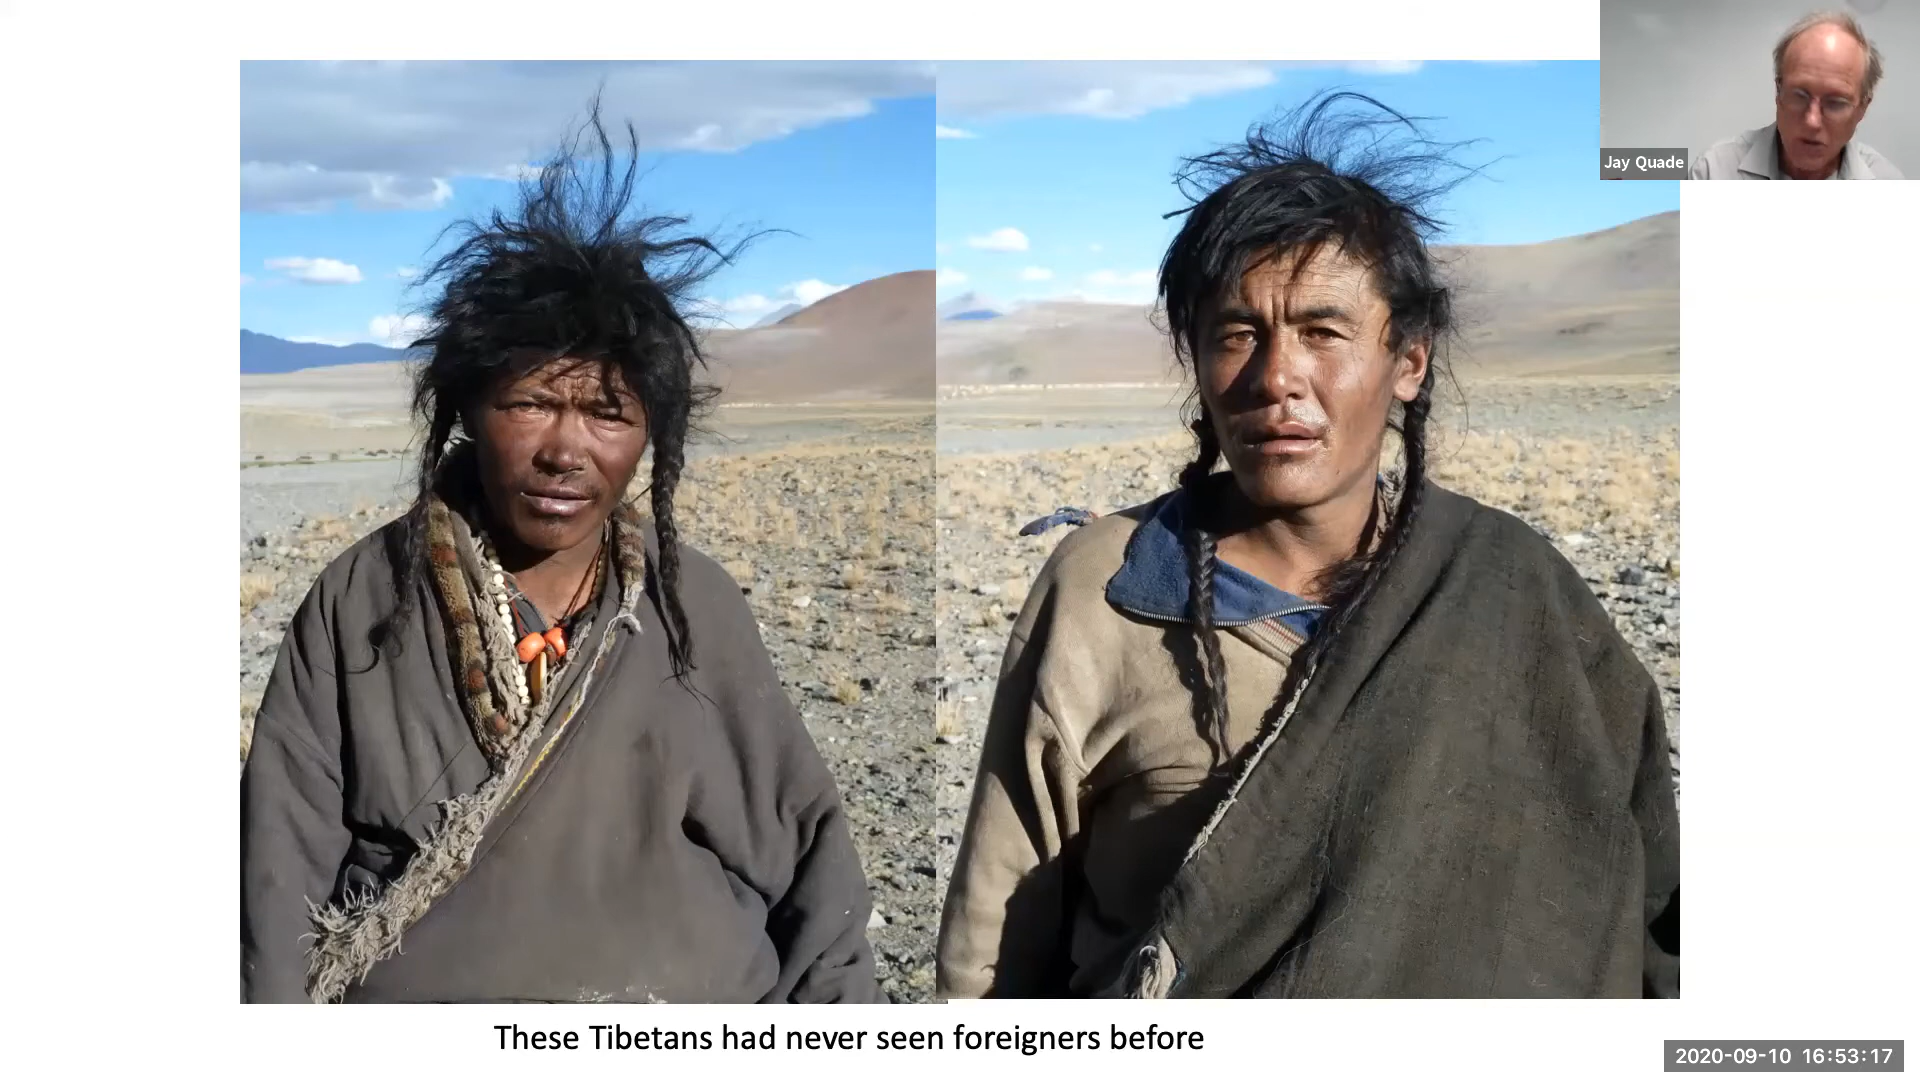 Jay Quade
These Tibetans had never seen foreigners before
2020-09-10 16:53:17